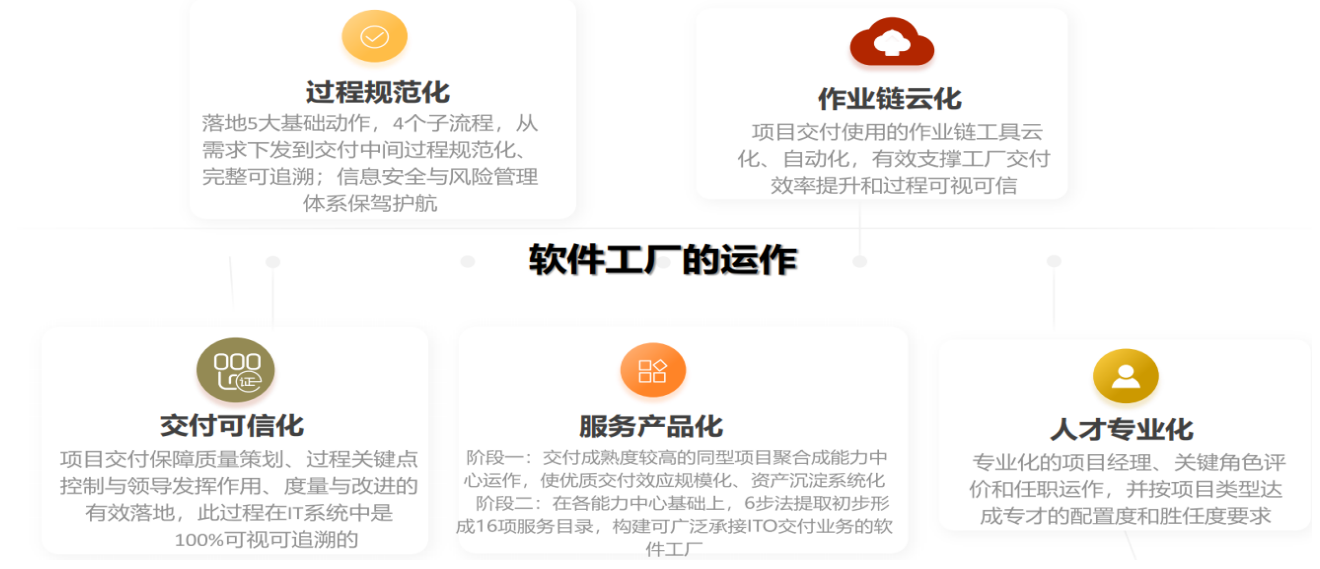 过程规范化
落地5大基础动作，4个子流程，从
需求下发到交付中间过程规范化、
完整可追溯；信息安全与风险管理
体系保驾护航
作业链云化
项目交付使用的作业链工具云
化、自动化，有效支撑工厂交付
效率提升和过程可视可信
软件工厂的运作
证
交付可信化
项目交付保障质量策划、过程关键点
控制与领导发挥作用、度量与改进的
有效落地，此过程在IT系统中是
100%可视可追溯的
服务产品化
阶段一：交付成熟度较高的同型项目聚合成能力中
心运作，使优质交付效应规模化、资产沉淀系统化
阶段二：在各能力中心基础上，6步法提取初步形
成16项服务目录，构建可广泛承接ITO交付业务的软
件工厂
人才专业化
专业化的项目经理、关键角色评
价和任职运作，并按项目类型达
成专才的配置度和胜任度要求